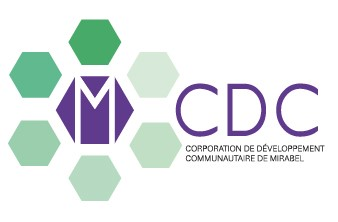 M CDC
CORPORATION DE DÉVELOPPEMENT
COMMUNAUTAIRE DE MIRABEL